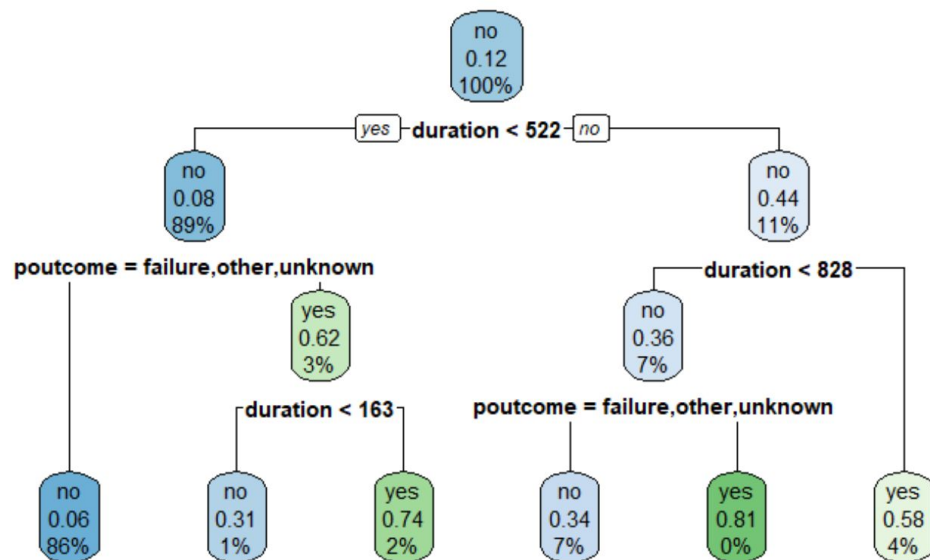 no
0.12
100%
yes duration < 522 no
no
0.08
89%
no
0.44
11%
poutcome = failure,other,unknown
duration < 828
yes
0.62
3%
no
0.36
7%
duration < 163
poutcome = failure,other,unknown
no
0.06
86%
no
0.31
1%
yes
0.74
2%
no
0.34
7%
yes
0.81
0%
yes
0.58
4%